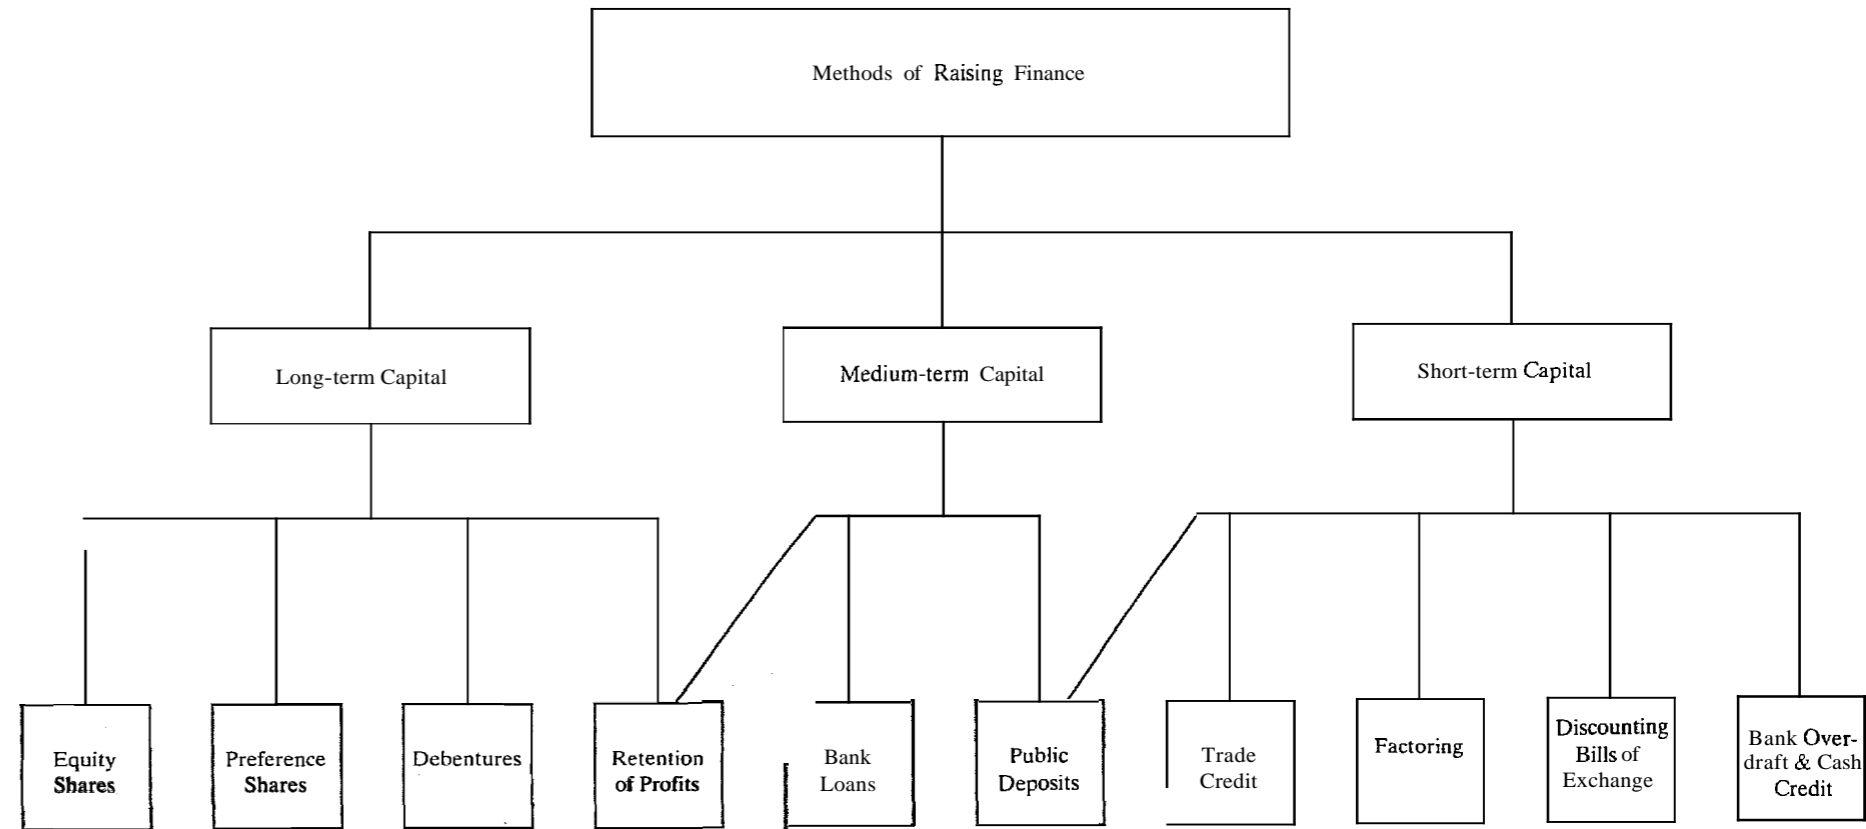 Methods of Raising Finance
Long-term Capital
Medium-term Capital
Short-term Capital
Equity
Shares
Preference
Shares
Debentures
Retention
of Profits
Bank
Loans
Public
Deposits
Trade
Credit
Factoring
Discounting
Bills of
Exchange
Bank Over-
draft & Cash
Credit